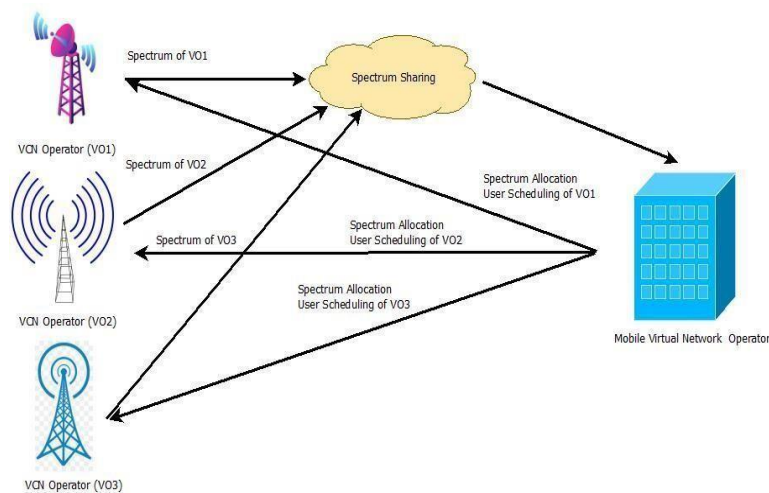 Spectrum of VO1
Spectrum Sharing
VCN Operator (VO1)
Spectrum of VO2
Spectrum Allocation
User Scheduling of VO1
Spectrum of VO3
Spectrum Allocation
User Scheduling of VO2
Spectrum Allocation
User Scheduling of VO3
VCN Operator (VO2)
Mobile Virtual Network Operator
VCN Operator (VO3)